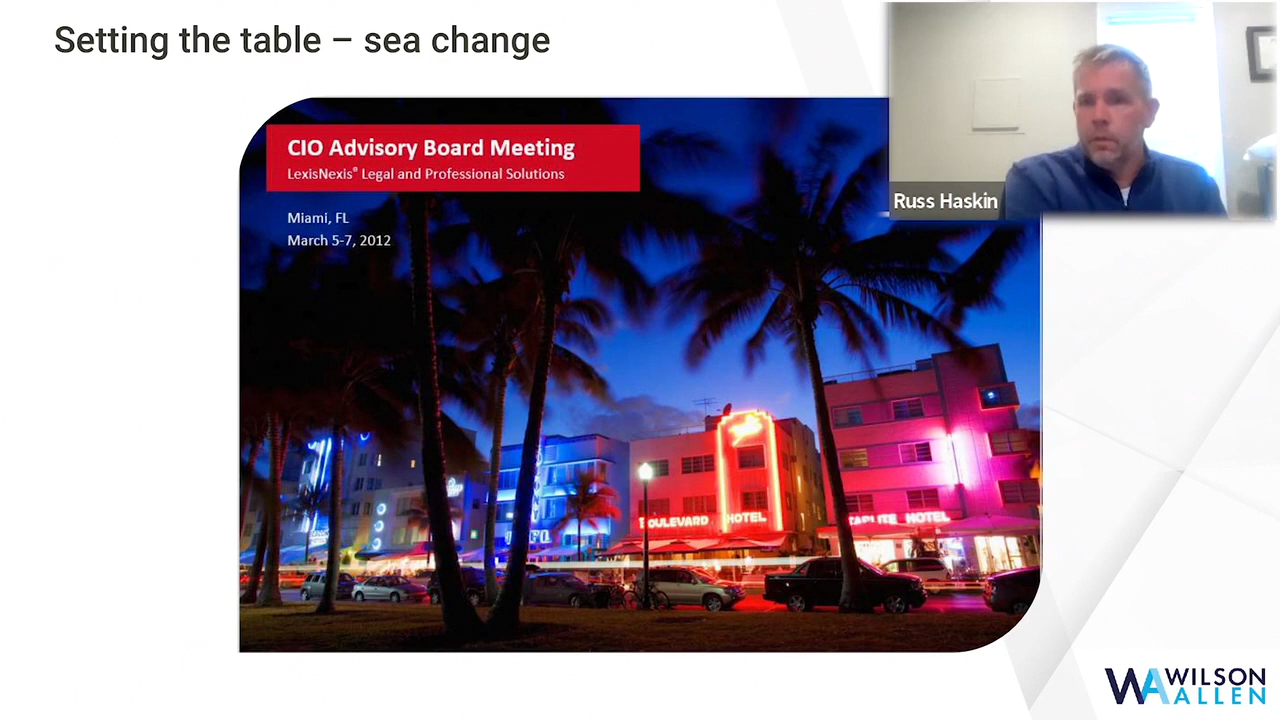 Setting the table – sea change
CIO Advisory Board Meeting
LexisNexis® Legal and Professional Solutions
Miami, FL
March 5-7, 2012
Russ Haskin
BOULEVARD HOTEL
HOTEL
WILSON
ALLEN